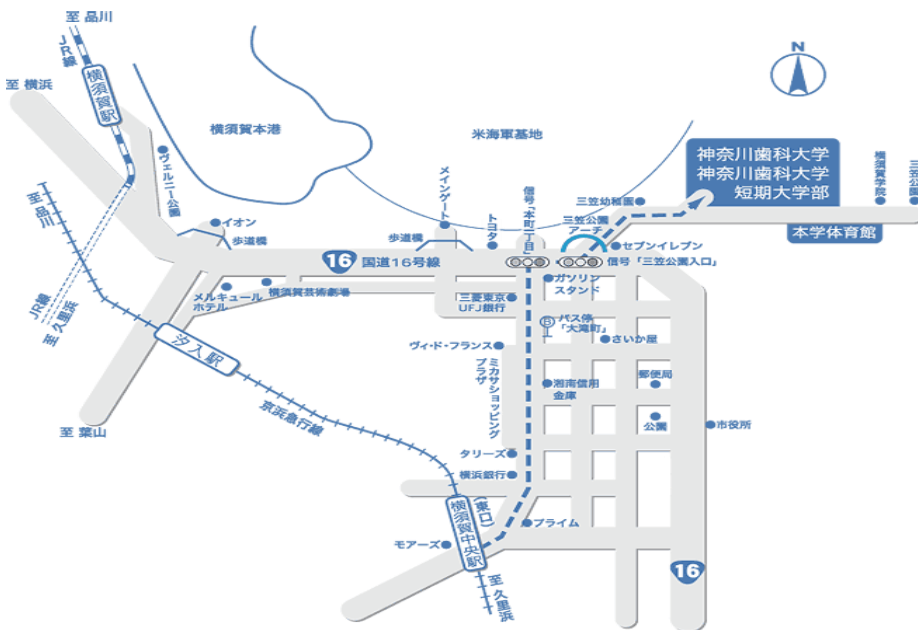 至 品川
JR線
横須賀駅
至 横浜
横須賀本港
米海軍基地
N
神奈川歯科大学
神奈川歯科大学
短期大学部
横須賀学院
三笠公園
本学体育館
ヴェルニー公園
イオン
歩道橋
メインゲート
歩道橋
トヨタ
信号「本町一丁目」
三笠幼稚園
三笠公園
アーチ
セブンイレブン
信号「三笠公園入口」
16
国道16号線
至 品川
JR線
至 久里浜
メルキュール
ホテル
横須賀芸術劇場
三菱東京
UFJ銀行
ガソリン
スタンド
B
バス停
「大滝町」
さいか屋
汐入駅
ヴィ・ド・フランス
ミカサショッピング
プラザ
湘南信用
金庫
郵便局
公園
市役所
京浜急行線
至 葉山
タリーズ
横浜銀行
(東口)
横須賀中央駅
プライム
モアーズ
至 久里浜
16